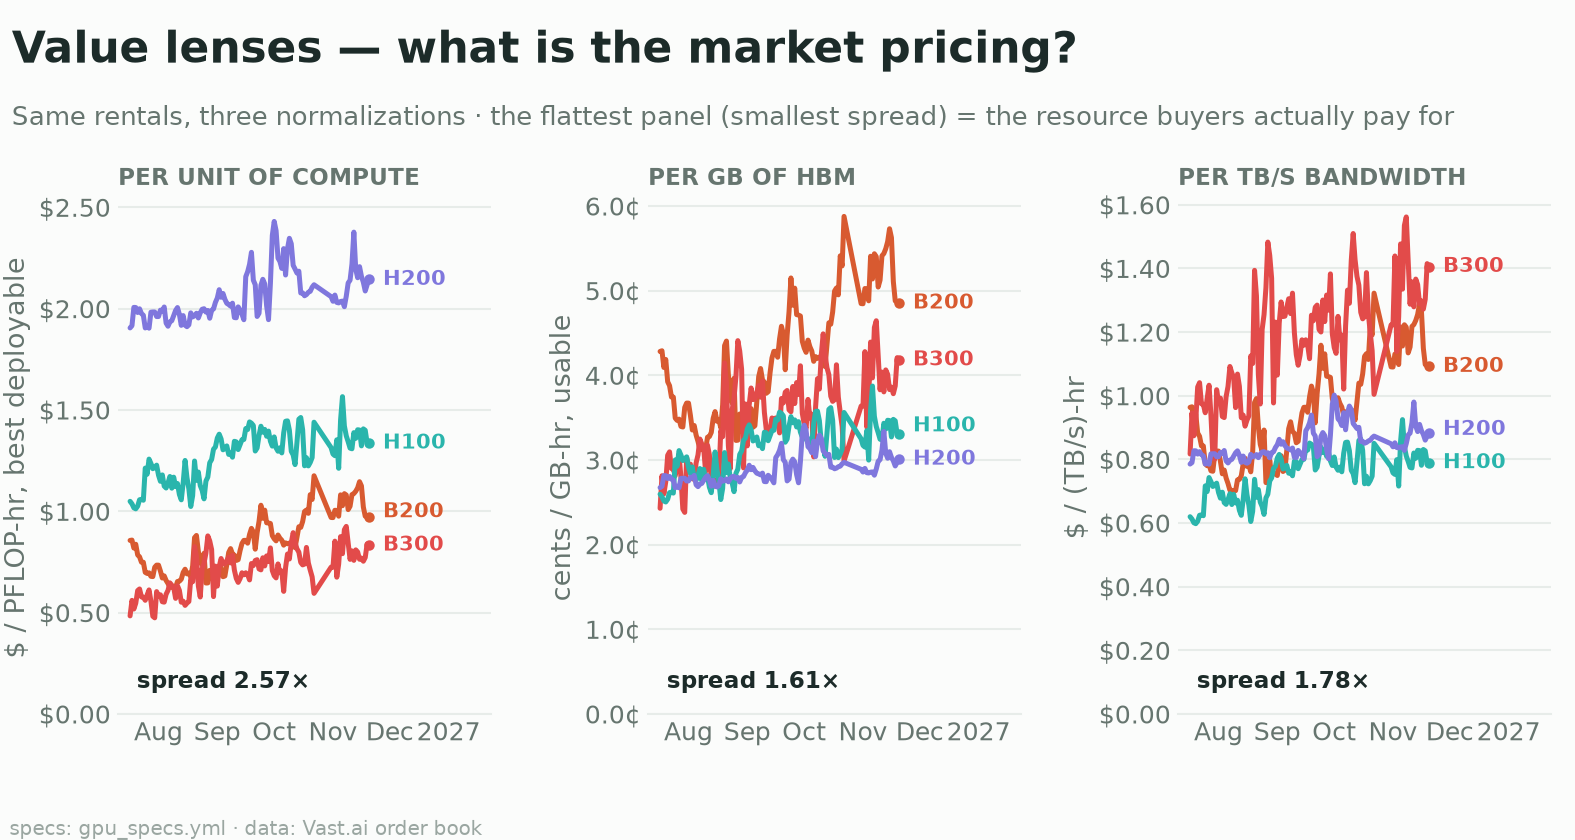 Value lenses — what is the market pricing?
Same rentals, three normalizations · the flattest panel (smallest spread) = the resource buyers actually pay for
PER UNIT OF COMPUTE
$ / PFLOP-hr, best deployable
$2.50
$2.00
$1.50
$1.00
$0.50
$0.00
H200
H100
B200
B300
spread 2.57×
Aug Sep Oct Nov Dec 2027
PER GB OF HBM
cents / GB-hr, usable
6.0¢
5.0¢
4.0¢
3.0¢
2.0¢
1.0¢
0.0¢
B200
B300
H100
H200
spread 1.61×
Aug Sep Oct Nov Dec 2027
PER TB/S BANDWIDTH
$ / (TB/s)-hr
$1.60
$1.40
$1.20
$1.00
$0.80
$0.60
$0.40
$0.20
$0.00
B300
B200
H200
H100
spread 1.78×
Aug Sep Oct Nov Dec 2027
specs: gpu_specs.yml · data: Vast.ai order book